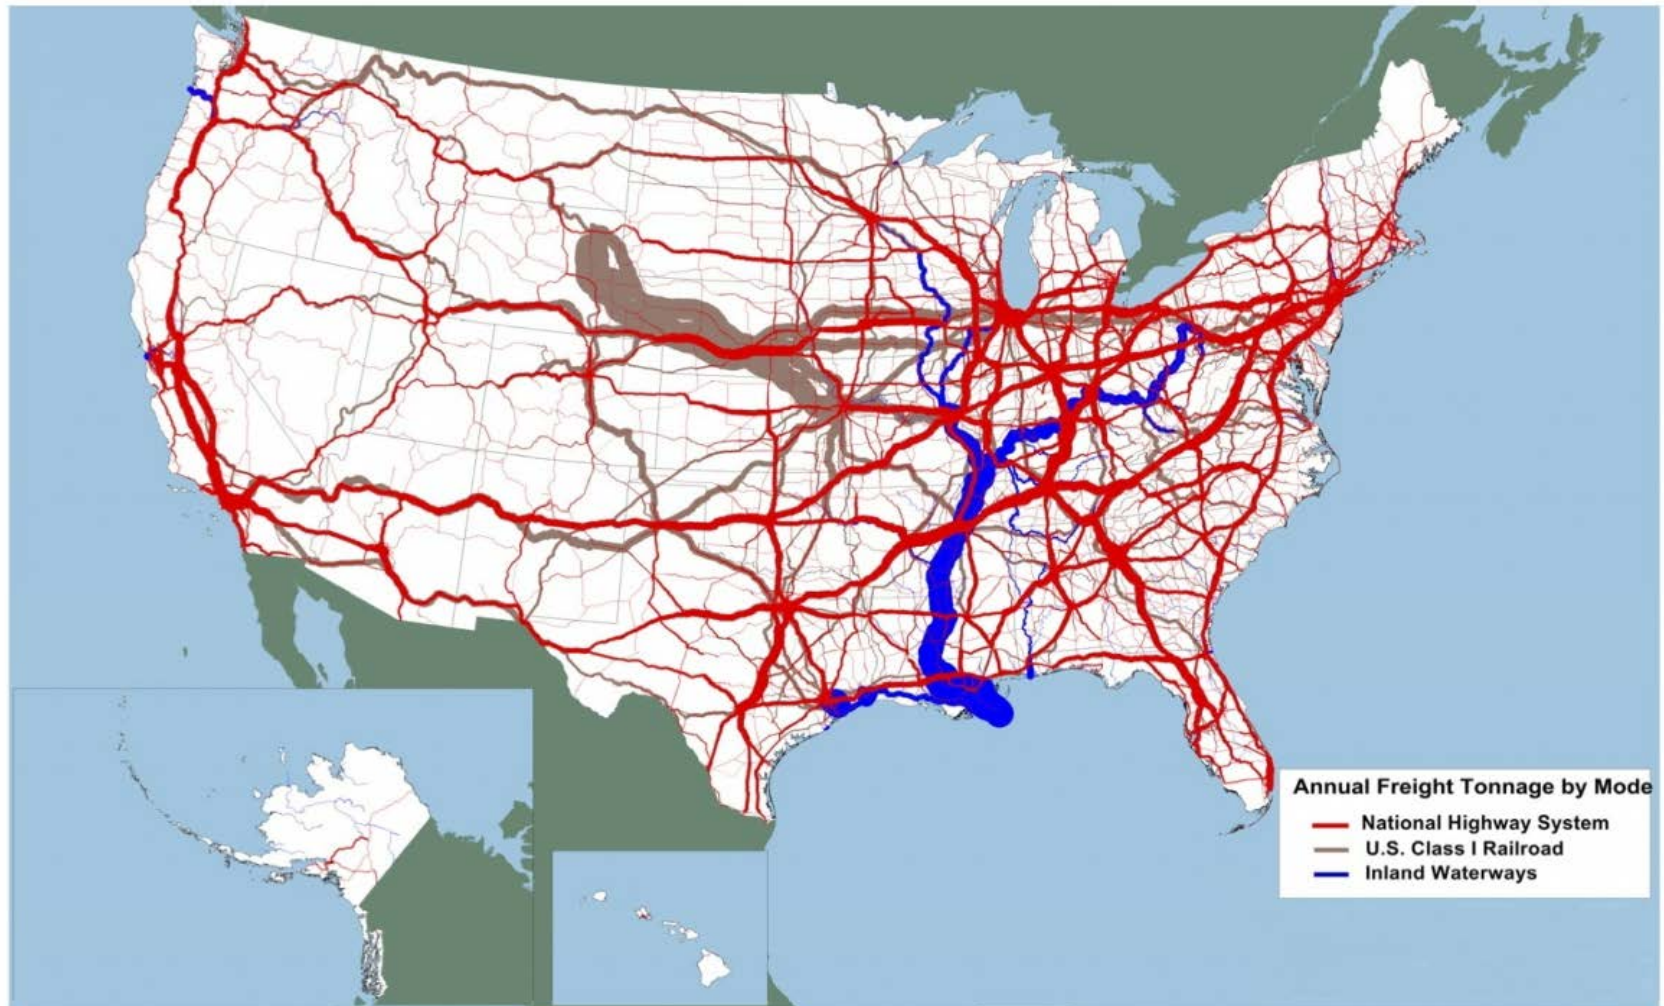 Annual Freight Tonnage by Mode
National Highway System
U.S. Class I Railroad
Inland Waterways